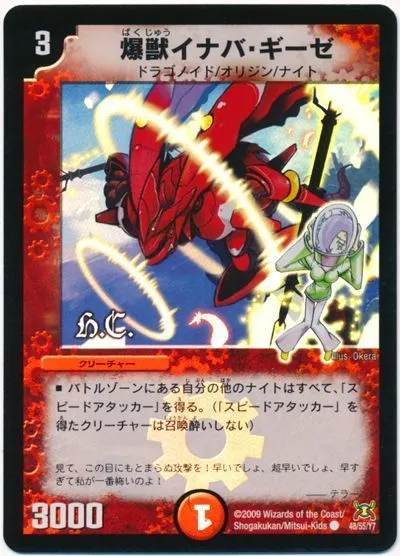 3
ばくじゅう
爆獣イナバ・ギーゼ
ドラゴノイド/オリジン/ナイト
h.C.
illus. Okera
クリーチャー
■ バトルゾーンにある自分の他のナイトはすべて、「ス
ピードアタッカー」を得る。(「スピードアタッカー」を
得たクリーチャーは召喚酔いしない)
見て、この目にもとまらぬ攻撃を!早いでしょ、超早いでしょ、早す
ぎて私が一番怖いのよ!
―― テラ
3000
1
©2009 Wizards of the Coast/
Shogakukan/Mitsui-Kids
48/55/Y7